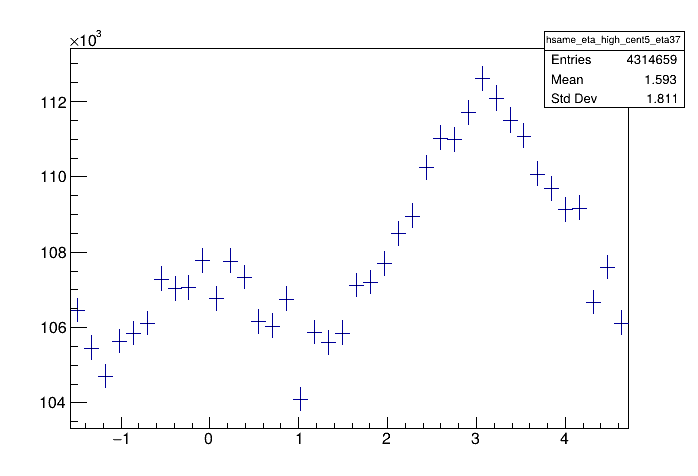 ×10³
hsame_eta_high_cent5_eta37
Entries 4314659
Mean 1.593
Std Dev 1.811
112
110
108
106
104
−1 0 1 2 3 4